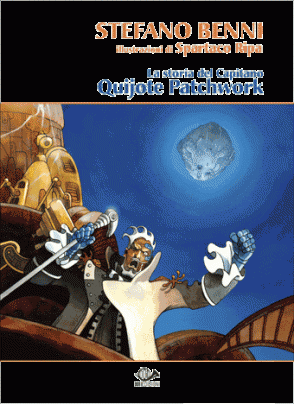 STEFANO BENNI
illustrazioni di Spartaco Ripa
La storia del Capitano
Quijote Patchwork